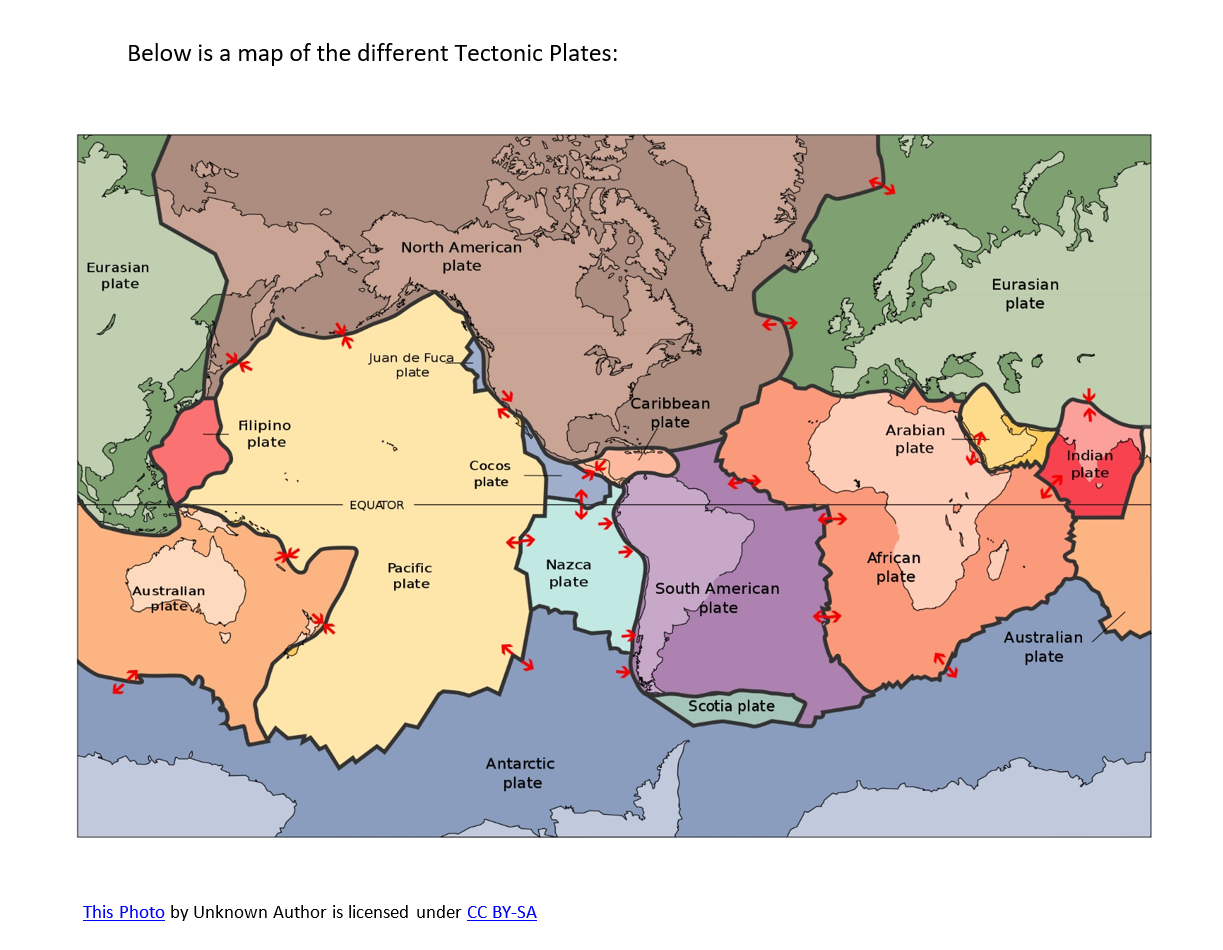 Below is a map of the different Tectonic Plates:
North American
plate
Eurasian
plate
Eurasian
plate
Juan de Fuca
plate
Caribbean
plate
Filipino
plate
Arabian
plate
Indian
plate
Cocos
plate
EQUATOR
Pacific
plate
Nazca
plate
African
plate
Australian
plate
South American
plate
Australian
plate
Scotia plate
Antarctic
plate
This Photo by Unknown Author is licensed under CC BY-SA